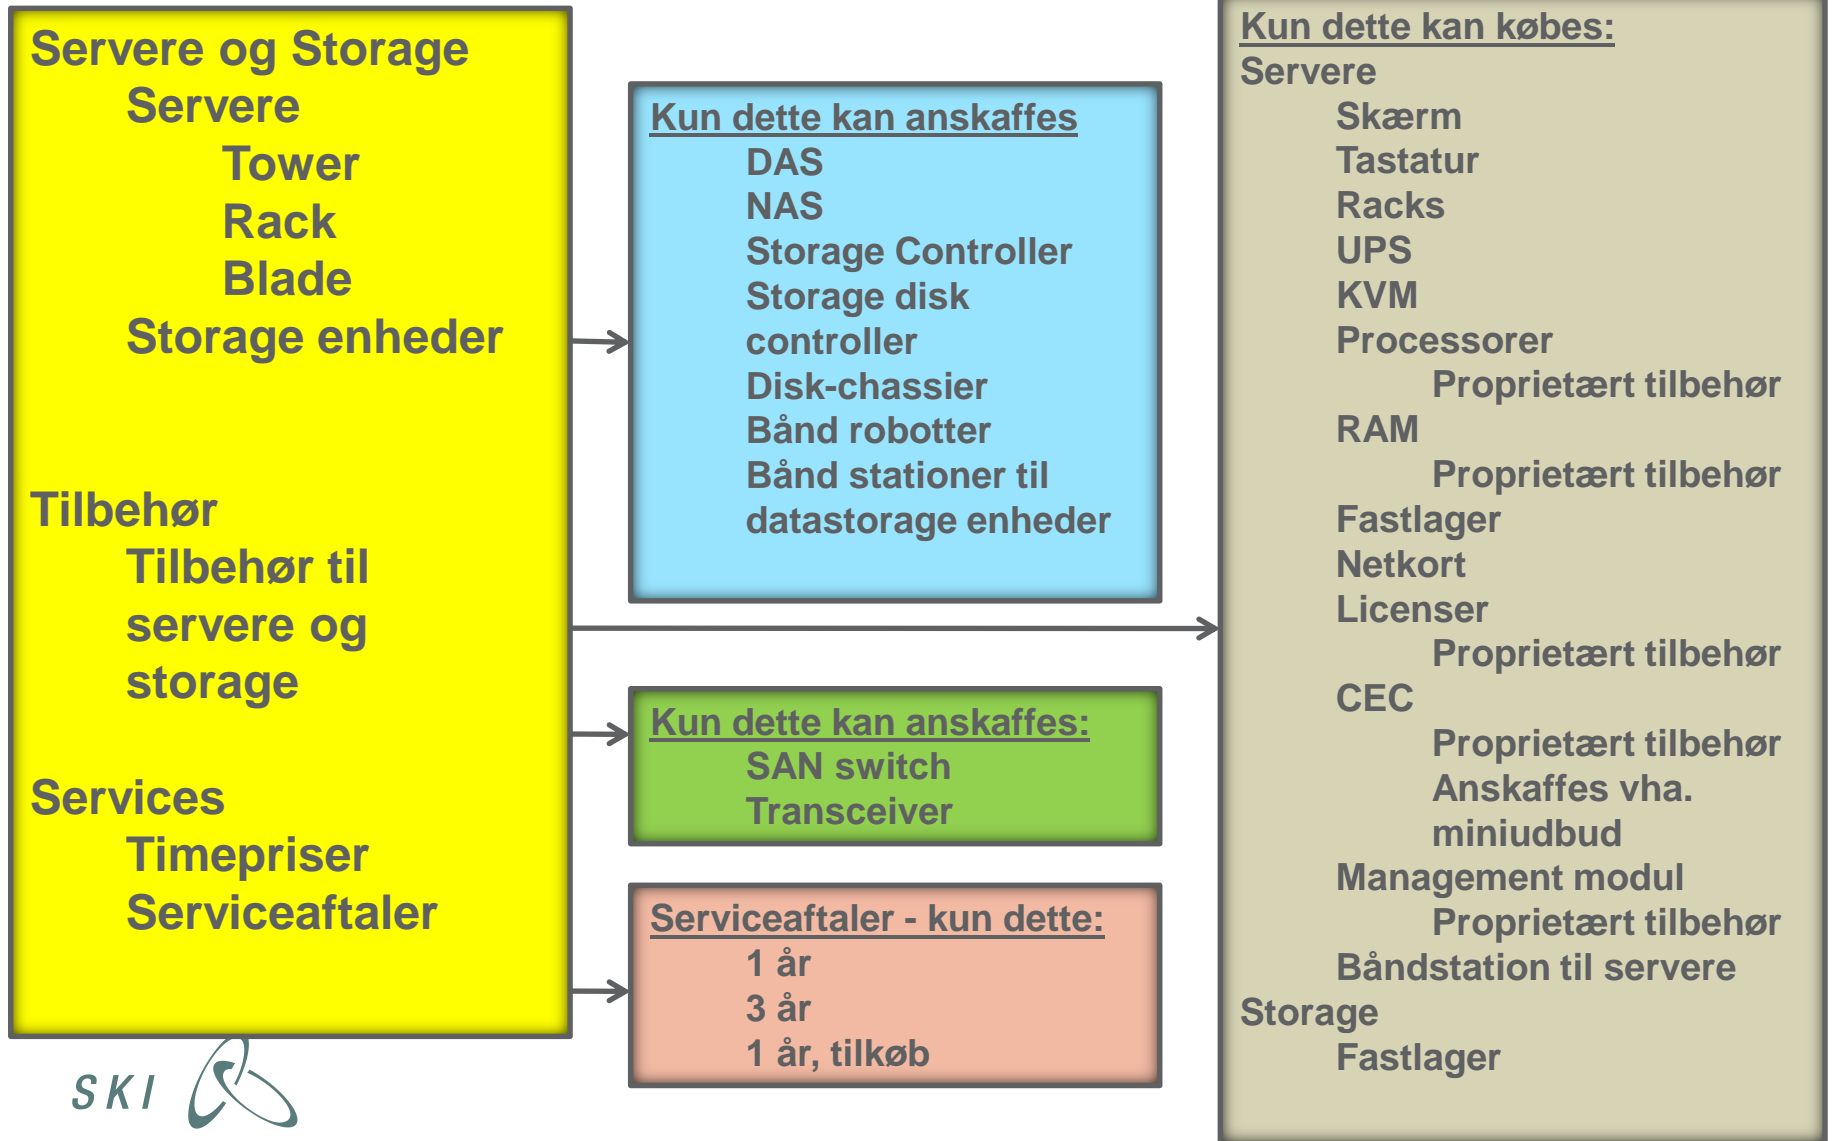 Servere og Storage
Servere
Tower
Rack
Blade
Storage enheder
Tilbehør
Tilbehør til
servere og
storage
Services
Timepriser
Serviceaftaler
Kun dette kan anskaffes
DAS
NAS
Storage Controller
Storage disk
controller
Disk-chassier
Bånd robotter
Bånd stationer til
datastorage enheder
Kun dette kan anskaffes:
SAN switch
Transceiver
Serviceaftaler - kun dette:
1 år
3 år
1 år, tilkøb
Kun dette kan købes:
Servere
Skærm
Tastatur
Racks
UPS
KVM
Processorer
Proprietært tilbehør
RAM
Proprietært tilbehør
Fastlager
Netkort
Licenser
Proprietært tilbehør
CEC
Proprietært tilbehør
Anskaffes vha.
miniudbud
Management modul
Proprietært tilbehør
Båndstation til servere
Storage
Fastlager
SKI